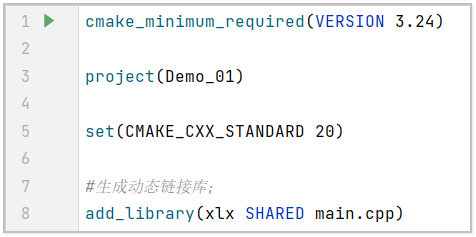 1 cmake_minimum_required(VERSION 3.24)
2
3 project(Demo_01)
4
5 set(CMAKE_CXX_STANDARD 20)
6
7 #生成动态链接库;
8 add_library(xlx SHARED main.cpp)